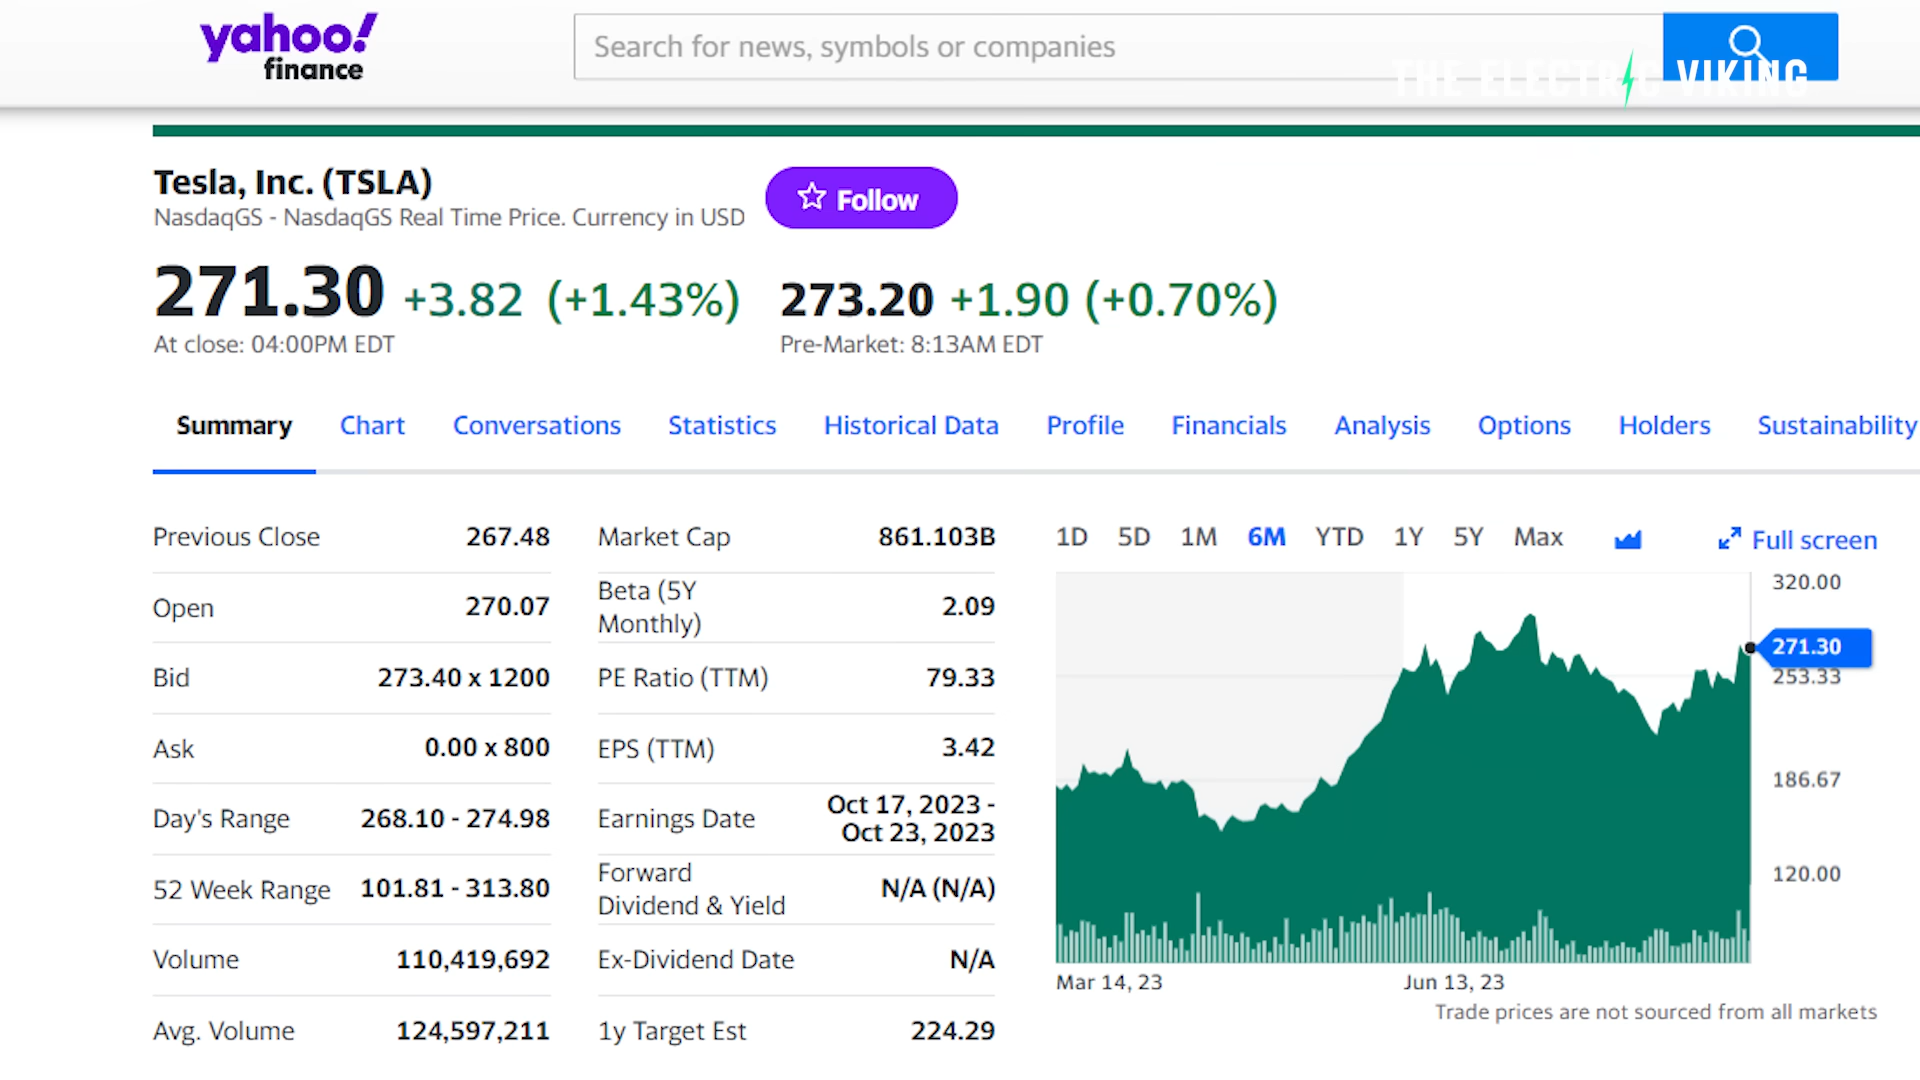 yahoo!
finance
Search for news, symbols or companies
THE ELECTRIC VIKING
Tesla, Inc. (TSLA)
NasdaqGS - NasdaqGS Real Time Price. Currency in USD
Follow
271.30 +3.82 (+1.43%)
At close: 04:00PM EDT
273.20 +1.90 (+0.70%)
Pre-Market: 8:13AM EDT
Summary Chart Conversations Statistics Historical Data Profile Financials Analysis Options Holders Sustainability
Previous Close 267.48
Open 270.07
Bid 273.40 x 1200
Ask 0.00 x 800
Day's Range 268.10 - 274.98
52 Week Range 101.81 - 313.80
Volume 110,419,692
Avg. Volume 124,597,211
Market Cap 861.103B
Beta (5Y
Monthly) 2.09
PE Ratio (TTM) 79.33
EPS (TTM) 3.42
Earnings Date Oct 17, 2023 -
Oct 23, 2023
Forward
Dividend & Yield N/A (N/A)
Ex-Dividend Date N/A
1y Target Est 224.29
1D 5D 1M 6M YTD 1Y 5Y Max Full screen
320.00
271.30
253.33
186.67
120.00
Mar 14, 23 Jun 13, 23
Trade prices are not sourced from all markets